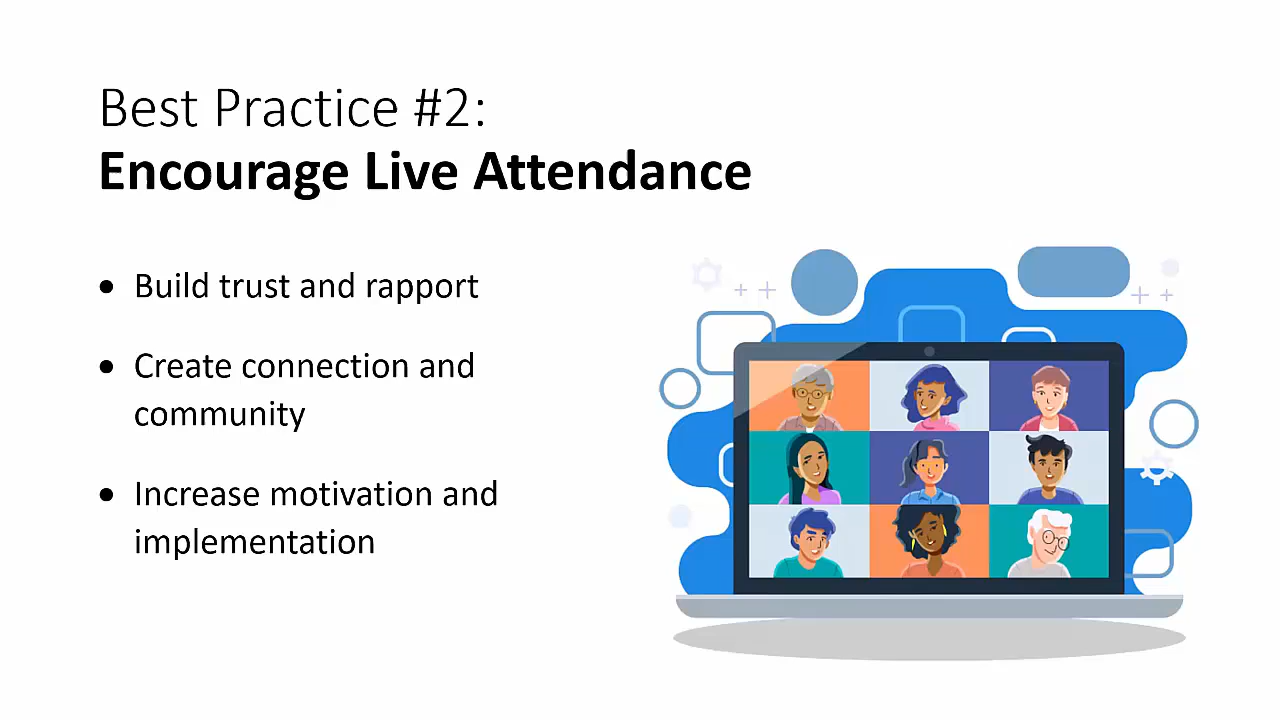 Best Practice #2:
Encourage Live Attendance
• Build trust and rapport
• Create connection and
community
• Increase motivation and
implementation